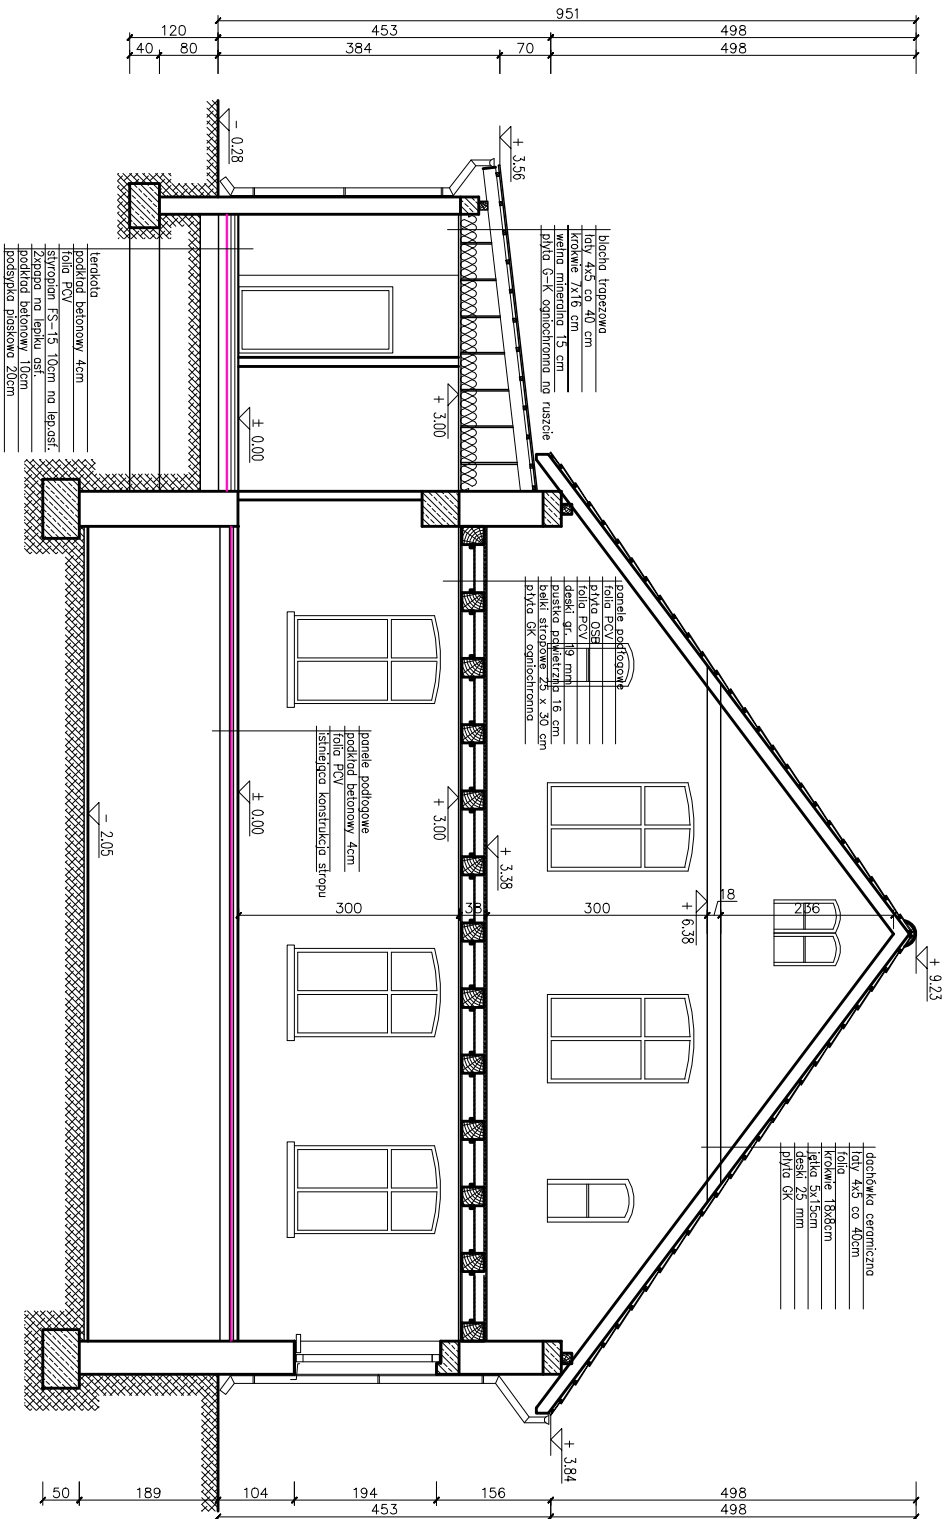 951
120
453
498
40
80
384
70
498
- 0.28
+ 3.56
blacha trapezowa
łaty 4x5 co 40 cm
krokwie 7x16 cm
wełna mineralna 15 cm
płyta G-K ogniochronna na ruszcie
terakota
podkład betonowy 4cm
folia PCV
styropian FS-15 10cm na lep.asf.
2xpapa na lepiku asf.
podkład betonowy 10cm
podsypka piaskowa 20cm
± 0.00
+ 3.00
panele podłogowe
folia PCV
płyta OSB
folia PCV
deski gr. 19 mm
pustka powietrzna 16 cm
belki stropowe 25 x 30 cm
płyta GK ogniochronna
panele podłogowe
podkład betonowy 4cm
folia PCV
istniejąca konstrukcja stropu
- 2.05
± 0.00
+ 3.00
+ 3.38
+ 6.38
+ 9.23
300
38
300
18
236
dachówka ceramiczna
łaty 4x5 co 40cm
folia
krokwie 18x8cm
jętka 5x15cm
deski 25 mm
płyta GK
+ 3.84
50
189
104
194
156
498
453
498